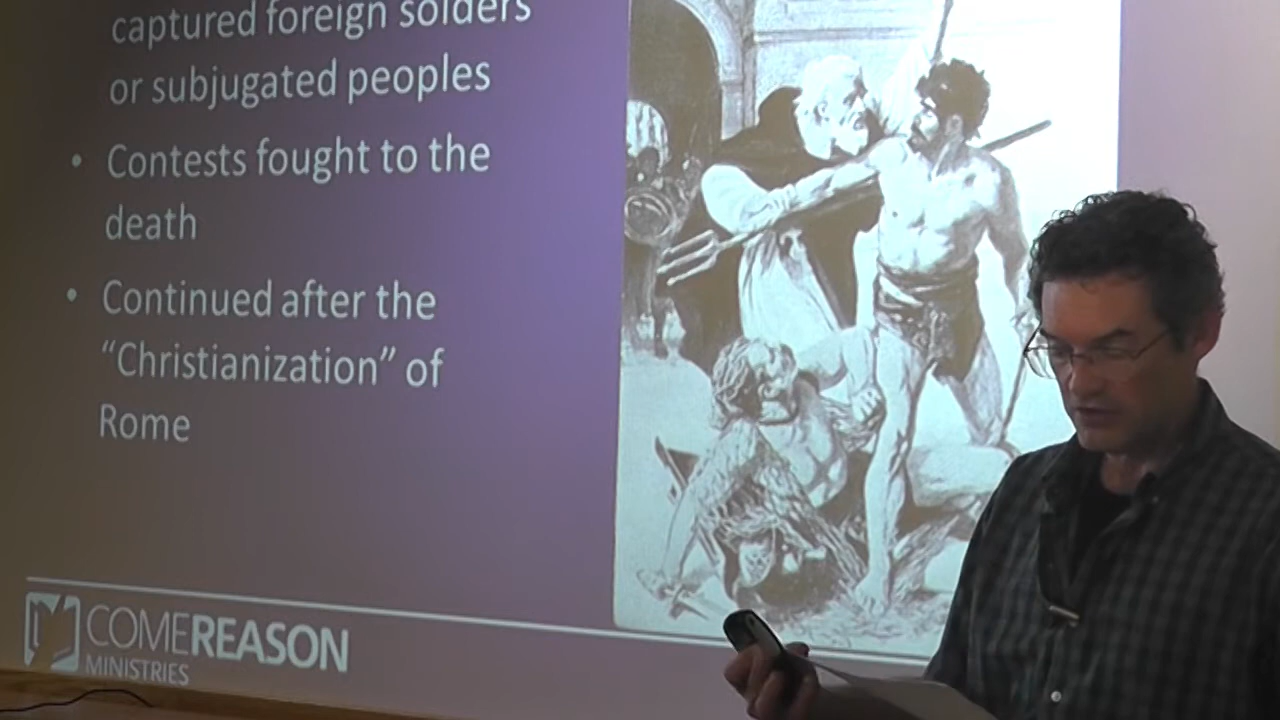 captured foreign solders
or subjugated peoples
• Contests fought to the
death
• Continued after the
“Christianization” of
Rome
COMEREASON
MINISTRIES